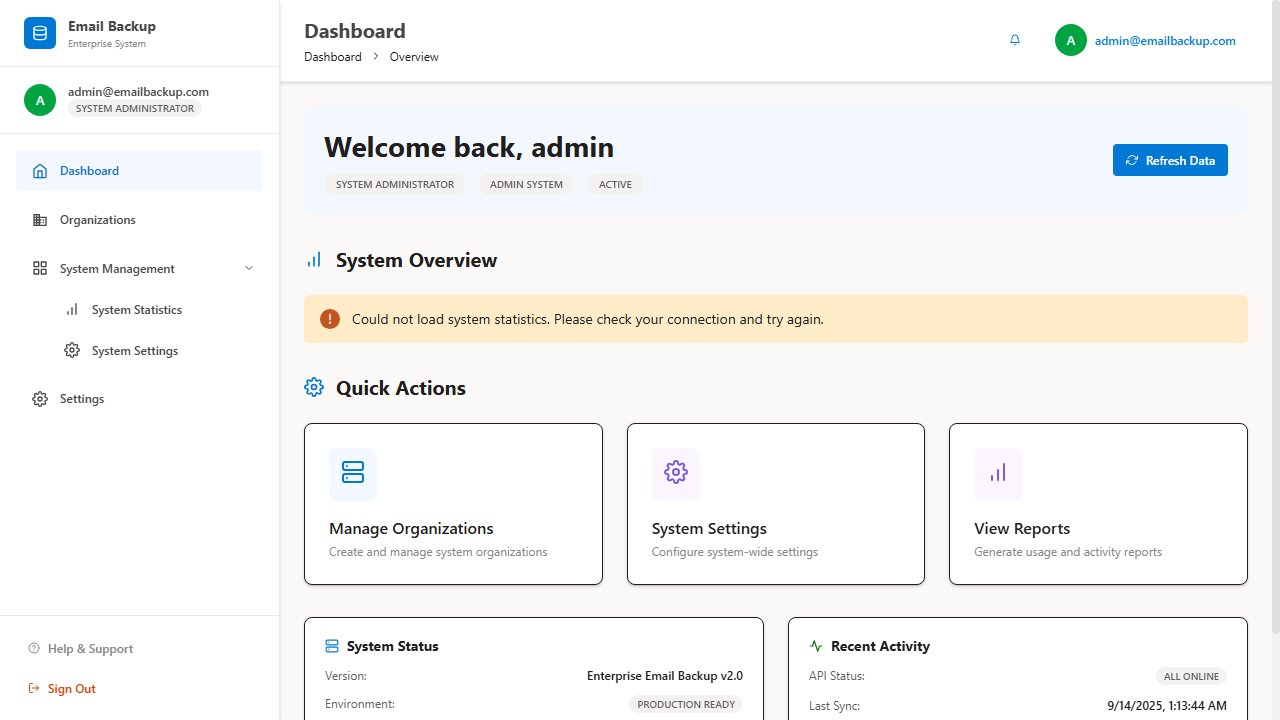 Email Backup
Enterprise System
A
admin@emailbackup.com
SYSTEM ADMINISTRATOR
Dashboard
Organizations
System Management
System Statistics
System Settings
Settings
Help & Support
Sign Out
Dashboard
Dashboard > Overview
A
admin@emailbackup.com
Welcome back, admin
SYSTEM ADMINISTRATOR ADMIN SYSTEM ACTIVE
Refresh Data
System Overview
Could not load system statistics. Please check your connection and try again.
Quick Actions
Manage Organizations
Create and manage system organizations
System Settings
Configure system-wide settings
View Reports
Generate usage and activity reports
System Status
Version: Enterprise Email Backup v2.0
Environment: PRODUCTION READY
Recent Activity
API Status: ALL ONLINE
Last Sync: 9/14/2025, 1:13:44 AM